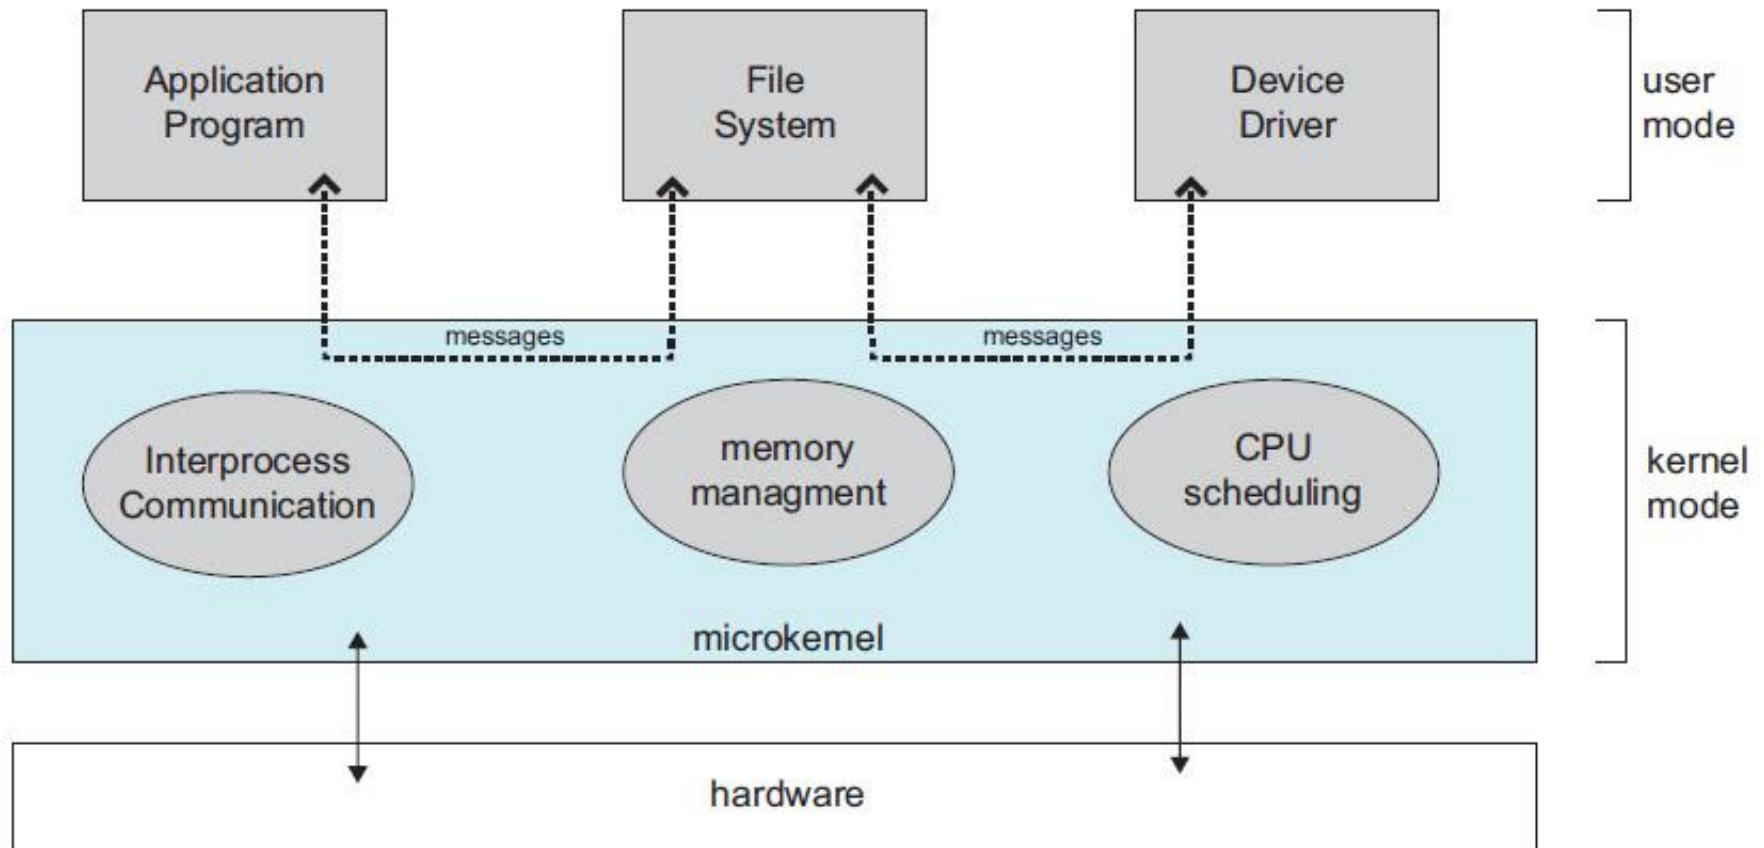 Application
Program
File
System
Device
Driver
user
mode
messages
messages
Interprocess
Communication
memory
managment
CPU
scheduling
kernel
mode
microkernel
hardware